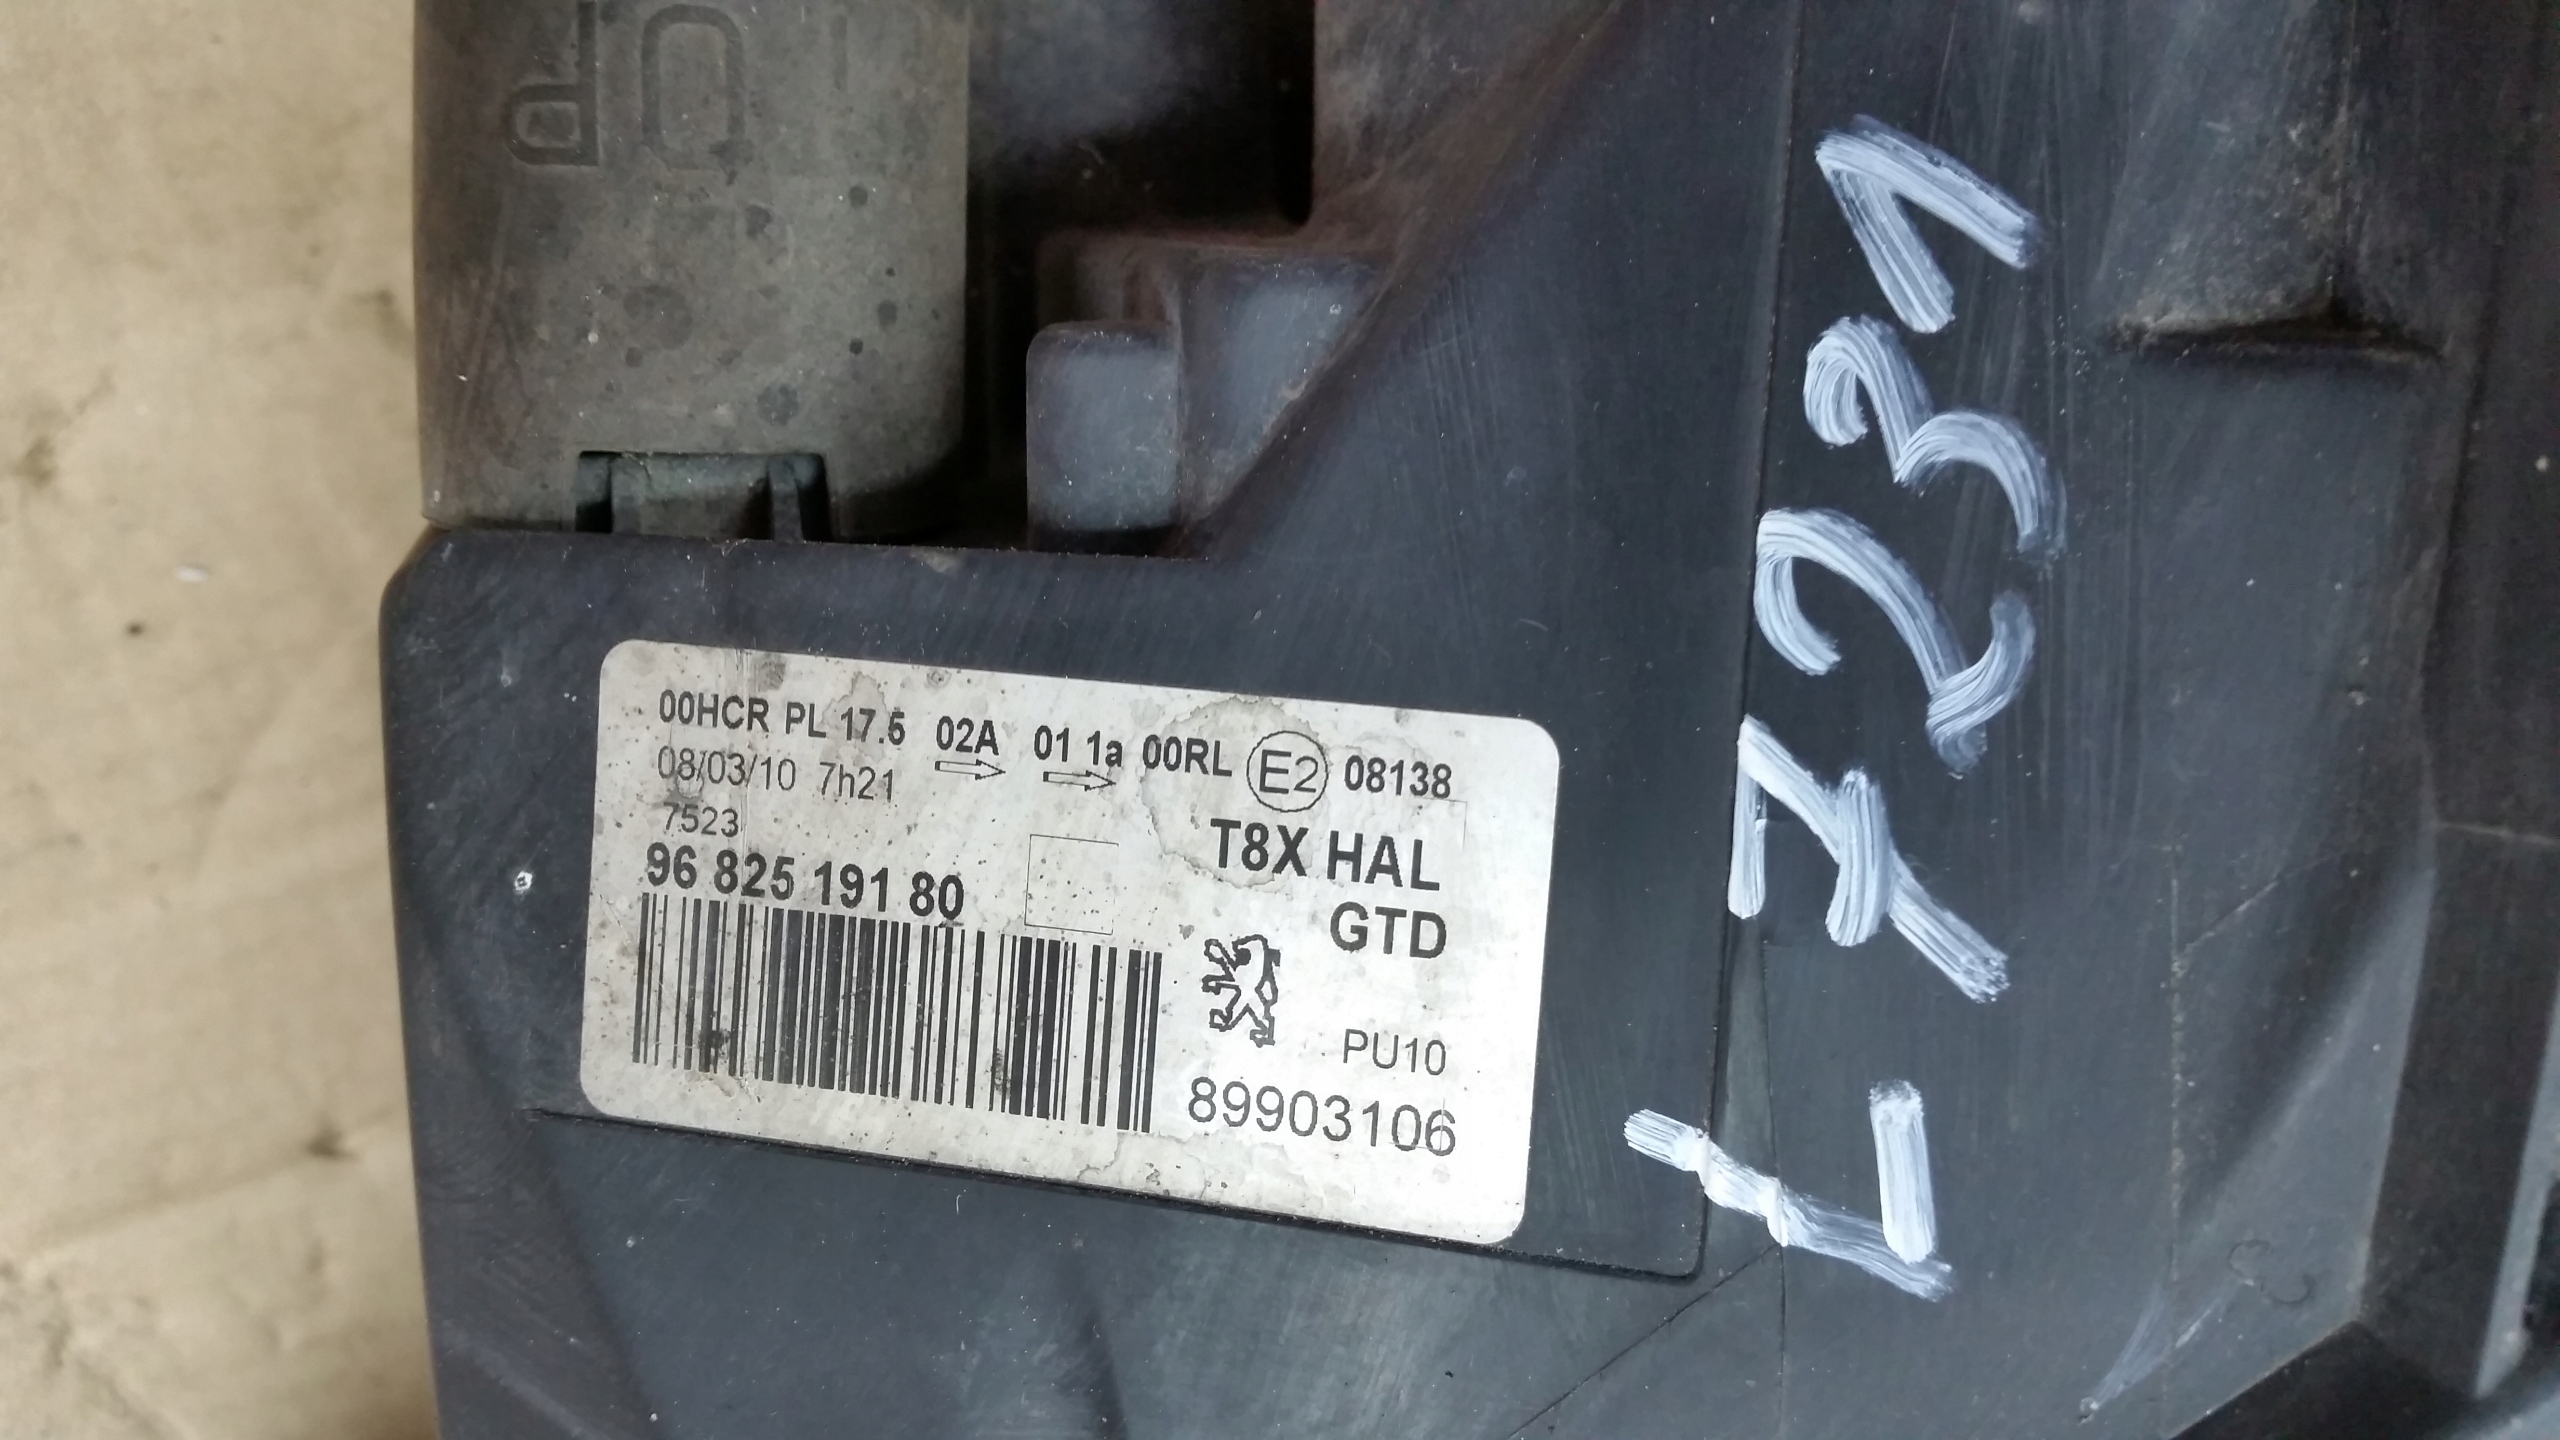 UP
00HCR PL 17.5 02A 01 1a 00RL E2 08138
08/03/10 7h21
7523
T8X HAL
96 825 191 80
GTD
PU10
89903106